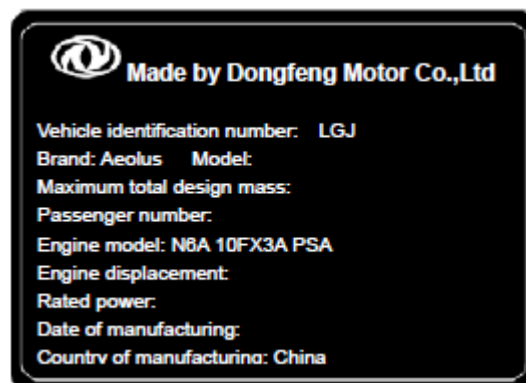 Made by Dongfeng Motor Co.,Ltd
Vehicle identification number: LGJ
Brand: Aeolus Model:
Maximum total design mass:
Passenger number:
Engine model: N6A 10FX3A PSA
Engine displacement:
Rated power:
Date of manufacturing:
Country of manufacturing: China